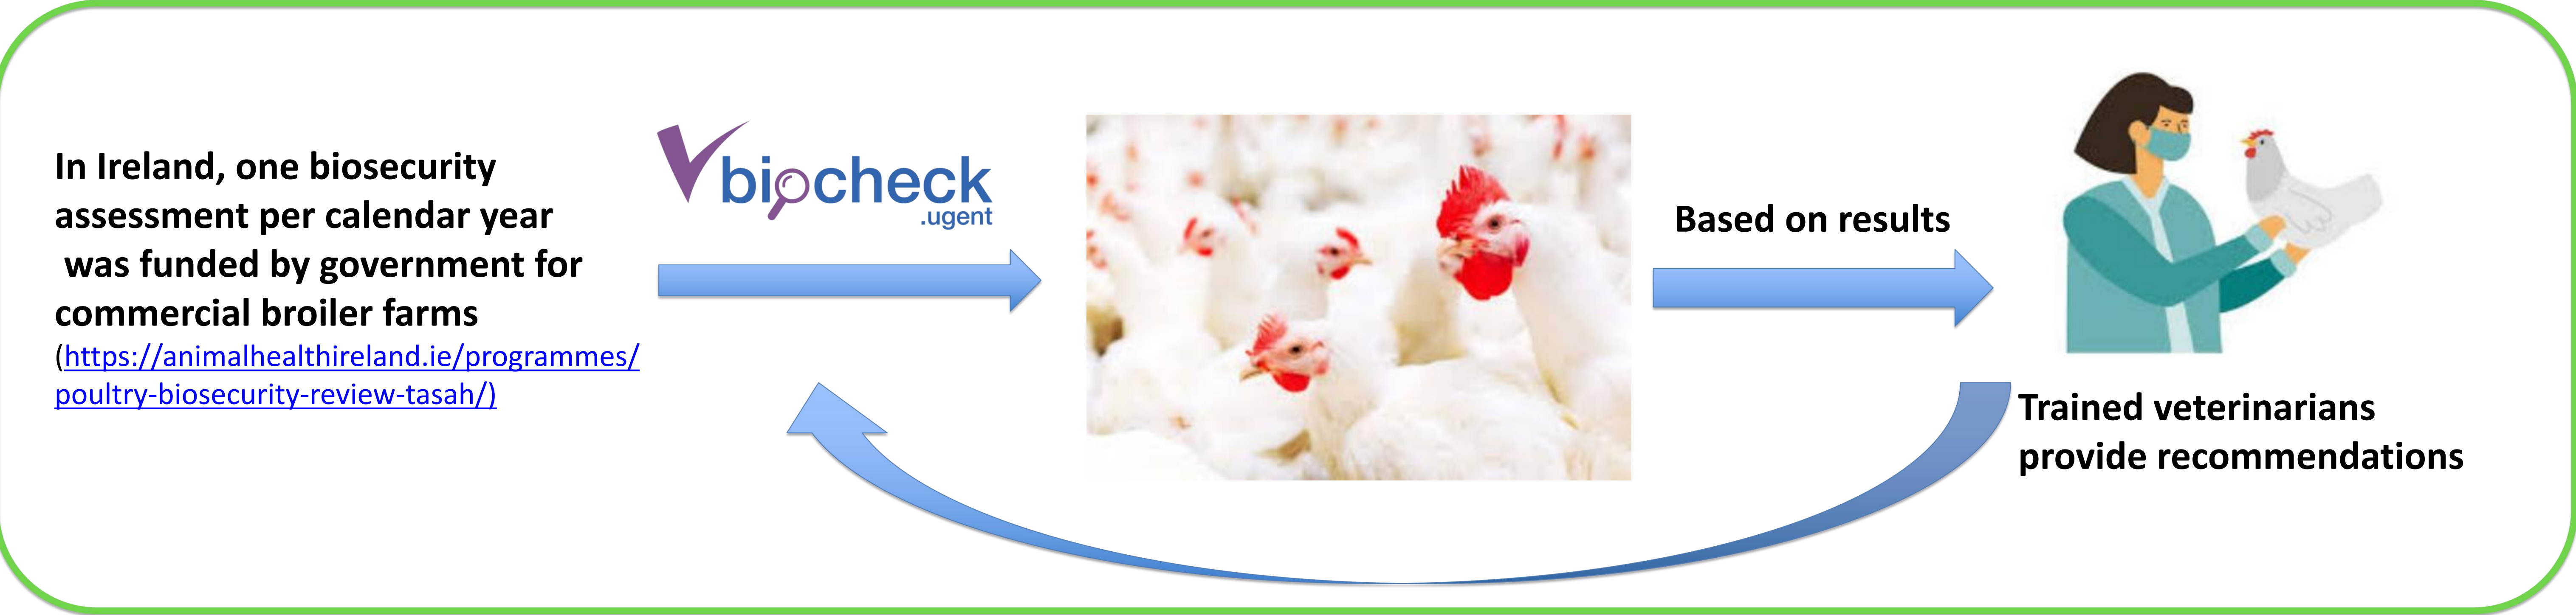 In Ireland, one biosecurity
assessment per calendar year
was funded by government for
commercial broiler farms
(https://animalhealthireland.ie/programmes/
poultry-biosecurity-review-tasah/)
biocheck
.ugent
Based on results
Trained veterinarians
provide recommendations